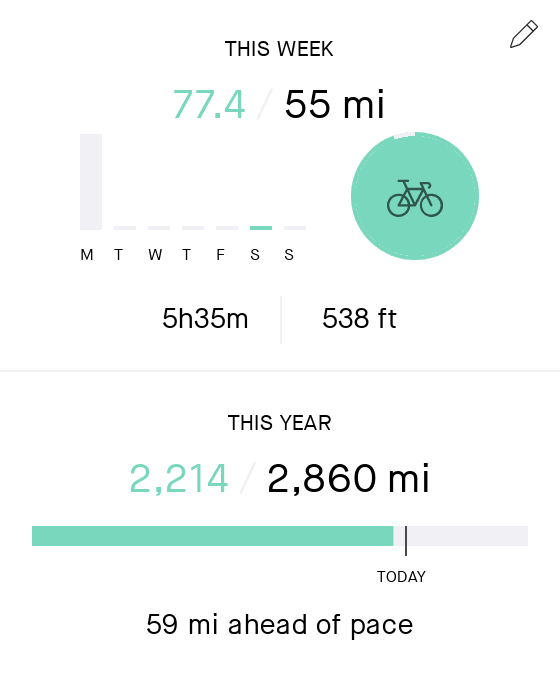 THIS WEEK
77.4 / 55 mi
M T W T F S S
5h35m 538 ft
THIS YEAR
2,214 / 2,860 mi
TODAY
59 mi ahead of pace